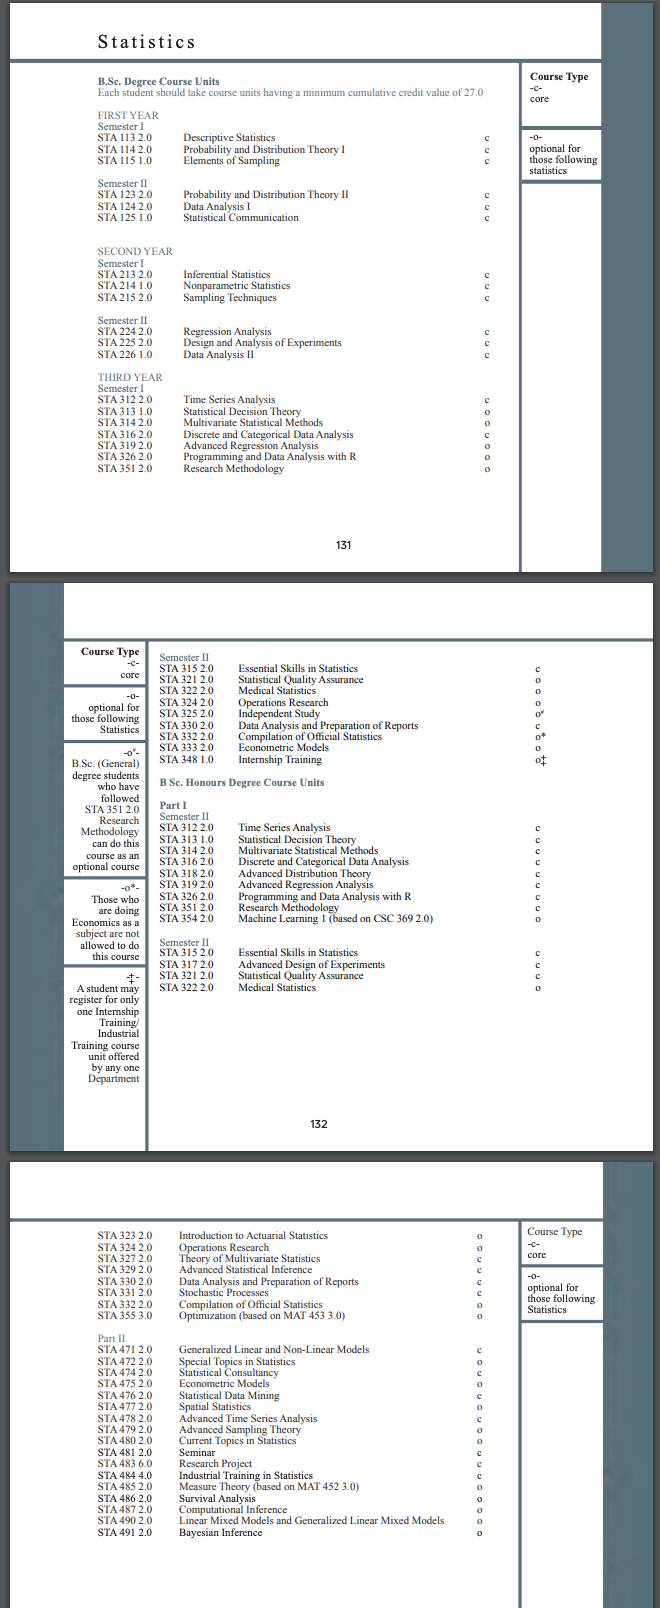 Statistics
B.Sc. Degree Course Units
Each student should take course units having a minimum cumulative credit value of 27.0
FIRST YEAR
Semester I
STA 113 2.0 Descriptive Statistics c
STA 114 2.0 Probability and Distribution Theory I c
STA 115 1.0 Elements of Sampling c
Semester II
STA 123 2.0 Probability and Distribution Theory II c
STA 124 2.0 Data Analysis I c
STA 125 1.0 Statistical Communication c
SECOND YEAR
Semester I
STA 213 2.0 Inferential Statistics c
STA 214 1.0 Nonparametric Statistics c
STA 215 2.0 Sampling Techniques c
Semester II
STA 224 2.0 Regression Analysis c
STA 225 2.0 Design and Analysis of Experiments c
STA 226 1.0 Data Analysis II c
THIRD YEAR
Semester I
STA 312 2.0 Time Series Analysis c
STA 313 1.0 Statistical Decision Theory o
STA 314 2.0 Multivariate Statistical Methods o
STA 316 2.0 Discrete and Categorical Data Analysis c
STA 319 2.0 Advanced Regression Analysis o
STA 326 2.0 Programming and Data Analysis with R o
STA 351 2.0 Research Methodology o
Course Type
-c-
core
-o-
optional for
those following
statistics
131
Course Type
-c-
core
-o-
optional for
those following
Statistics
-o#-
B.Sc. (General)
degree students
who have
followed
STA 351 2.0
Research
Methodology
can do this
course as an
optional course
-o*-
Those who
are doing
Economics as a
subject are not
allowed to do
this course
-‡-
A student may
register for only
one Internship
Training/
Industrial
Training course
unit offered
by any one
Department
Semester II
STA 315 2.0 Essential Skills in Statistics c
STA 321 2.0 Statistical Quality Assurance o
STA 322 2.0 Medical Statistics o
STA 324 2.0 Operations Research o
STA 325 2.0 Independent Study o#
STA 330 2.0 Data Analysis and Preparation of Reports c
STA 332 2.0 Compilation of Official Statistics o*
STA 333 2.0 Econometric Models o
STA 348 1.0 Internship Training o‡
B Sc. Honours Degree Course Units
Part I
Semester II
STA 312 2.0 Time Series Analysis c
STA 313 1.0 Statistical Decision Theory c
STA 314 2.0 Multivariate Statistical Methods c
STA 316 2.0 Discrete and Categorical Data Analysis c
STA 318 2.0 Advanced Distribution Theory c
STA 319 2.0 Advanced Regression Analysis c
STA 326 2.0 Programming and Data Analysis with R c
STA 351 2.0 Research Methodology c
STA 354 2.0 Machine Learning 1 (based on CSC 369 2.0) o
Semester II
STA 315 2.0 Essential Skills in Statistics c
STA 317 2.0 Advanced Design of Experiments c
STA 321 2.0 Statistical Quality Assurance c
STA 322 2.0 Medical Statistics o
132
STA 323 2.0 Introduction to Actuarial Statistics o
STA 324 2.0 Operations Research o
STA 327 2.0 Theory of Multivariate Statistics c
STA 329 2.0 Advanced Statistical Inference c
STA 330 2.0 Data Analysis and Preparation of Reports c
STA 331 2.0 Stochastic Processes c
STA 332 2.0 Compilation of Official Statistics o
STA 355 3.0 Optimization (based on MAT 453 3.0) o
Part II
STA 471 2.0 Generalized Linear and Non-Linear Models c
STA 472 2.0 Special Topics in Statistics o
STA 474 2.0 Statistical Consultancy c
STA 475 2.0 Econometric Models o
STA 476 2.0 Statistical Data Mining c
STA 477 2.0 Spatial Statistics o
STA 478 2.0 Advanced Time Series Analysis c
STA 479 2.0 Advanced Sampling Theory o
STA 480 2.0 Current Topics in Statistics o
STA 481 2.0 Seminar c
STA 483 6.0 Research Project c
STA 484 4.0 Industrial Training in Statistics c
STA 485 2.0 Measure Theory (based on MAT 452 3.0) o
STA 486 2.0 Survival Analysis o
STA 487 2.0 Computational Inference o
STA 490 2.0 Linear Mixed Models and Generalized Linear Mixed Models o
STA 491 2.0 Bayesian Inference o
Course Type
-c-
core
-o-
optional for
those following
Statistics